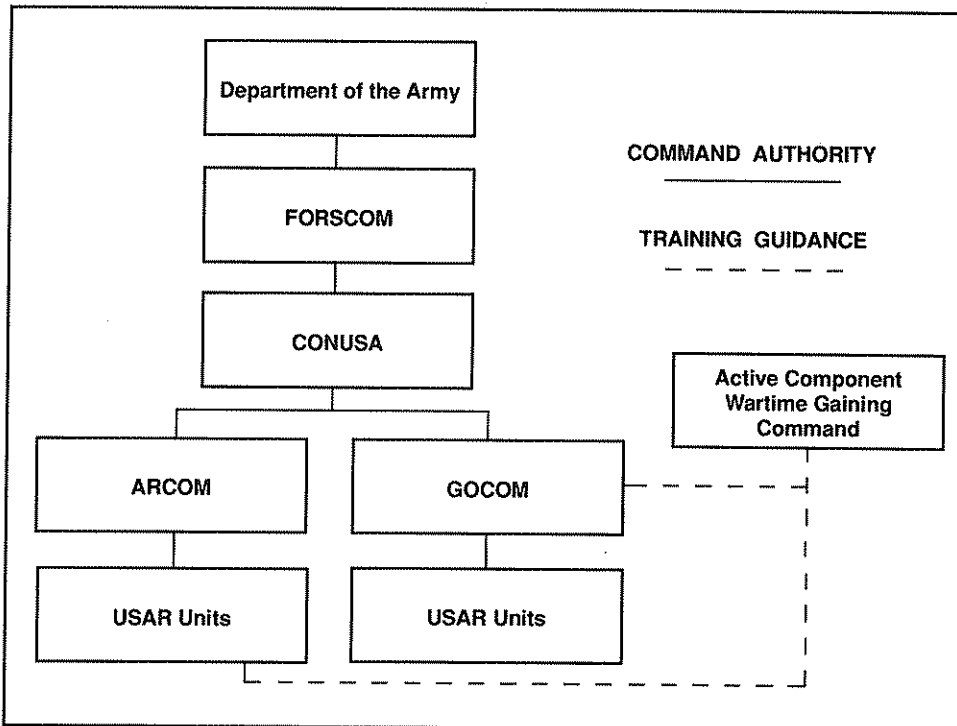 Department of the Army
FORSCOM
CONUSA
ARCOM
GOCOM
USAR Units
USAR Units
COMMAND AUTHORITY
TRAINING GUIDANCE
Active Component
Wartime Gaining
Command